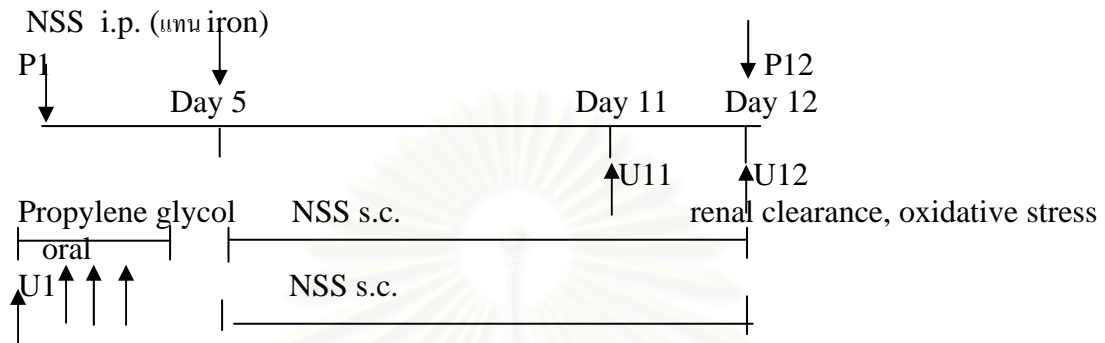 NSS i.p. (แทน iron)
P1 P12
Day 5 Day 11 Day 12
U11 U12
Propylene glycol NSS s.c. renal clearance, oxidative stress
oral
U1 NSS s.c.